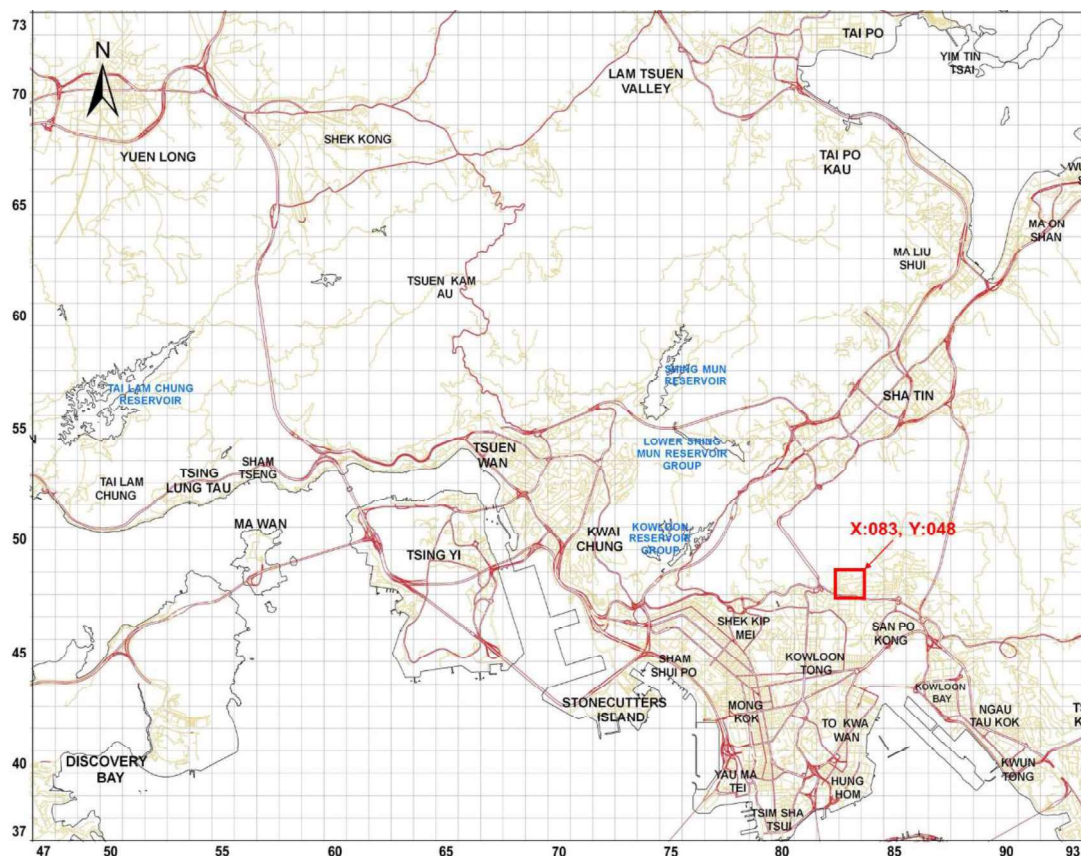 73
TAI PO
YIM TIN
TSAI
N
LAM TSUEN
VALLEY
70
SHEK KONG
YUEN LONG
TAI PO
KAU
65
MA ON
SHAN
MA LIU
SHUI
TSUEN KAM
AU
60
SHING MUN
RESERVOIR
TAI LAM CHUNG
RESERVOIR
SHA TIN
55
TSUEN
WAN
LOWER SHING
MUN RESERVOIR
GROUP
SHAM
TSENG
TSING
LUNG TAU
TAI LAM
CHUNG
MA WAN
X:083, Y:048
50
KWAI
CHUNG
KOWLOON
RESERVOIR
GROUP
TSING YI
SHEK KIP
MEI
SAN PO
KONG
45
SHAM
SHUI PO
KOWLOON
TONG
KOWLOON
BAY
STONECUTTERS
ISLAND
MONG
KOK
TO KWA
WAN
NGAU
TAU KOK
DISCOVERY
BAY
40
YAU MA
TEI
HUNG
HOM
KWUN
TONG
TSIM SHA
TSUI
37
47 50 55 60 65 70 75 80 85 90 93